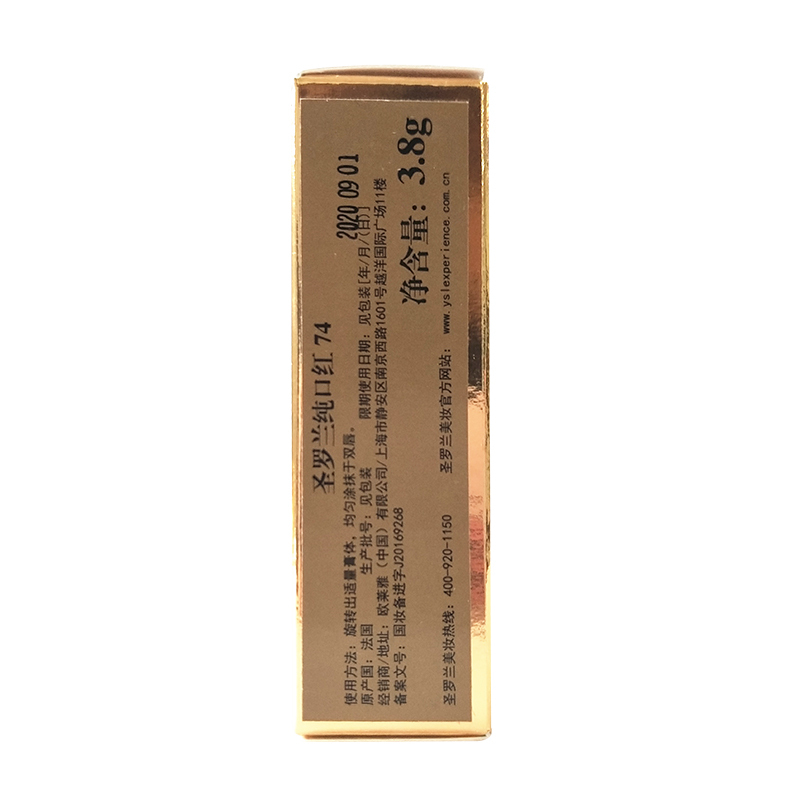 圣罗兰纯口红 74
使用方法: 旋转出适量膏体, 均匀涂抹于双唇。
2020 09 01
原产国: 法国 生产批号: 见包装 限期使用日期: 见包装[年/月/(日)]
经销商/地址: 欧莱雅 (中国) 有限公司/上海市静安区南京西路1601号越洋国际广场11楼
备案文号: 国妆备进字J20169268
净含量: 3.8g
圣罗兰美妆热线: 400-920-1150 圣罗兰美妆官方网站: www.yslexperience.com.cn